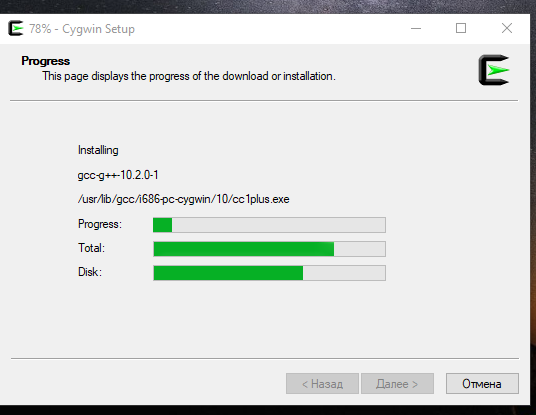 78% - Cygwin Setup
Progress
This page displays the progress of the download or installation.
Installing
gcc-g++-10.2.0-1
/usr/lib/gcc/i686-pc-cygwin/10/cc1plus.exe
Progress:
Total:
Disk:
< Назад
Далее >
Отмена